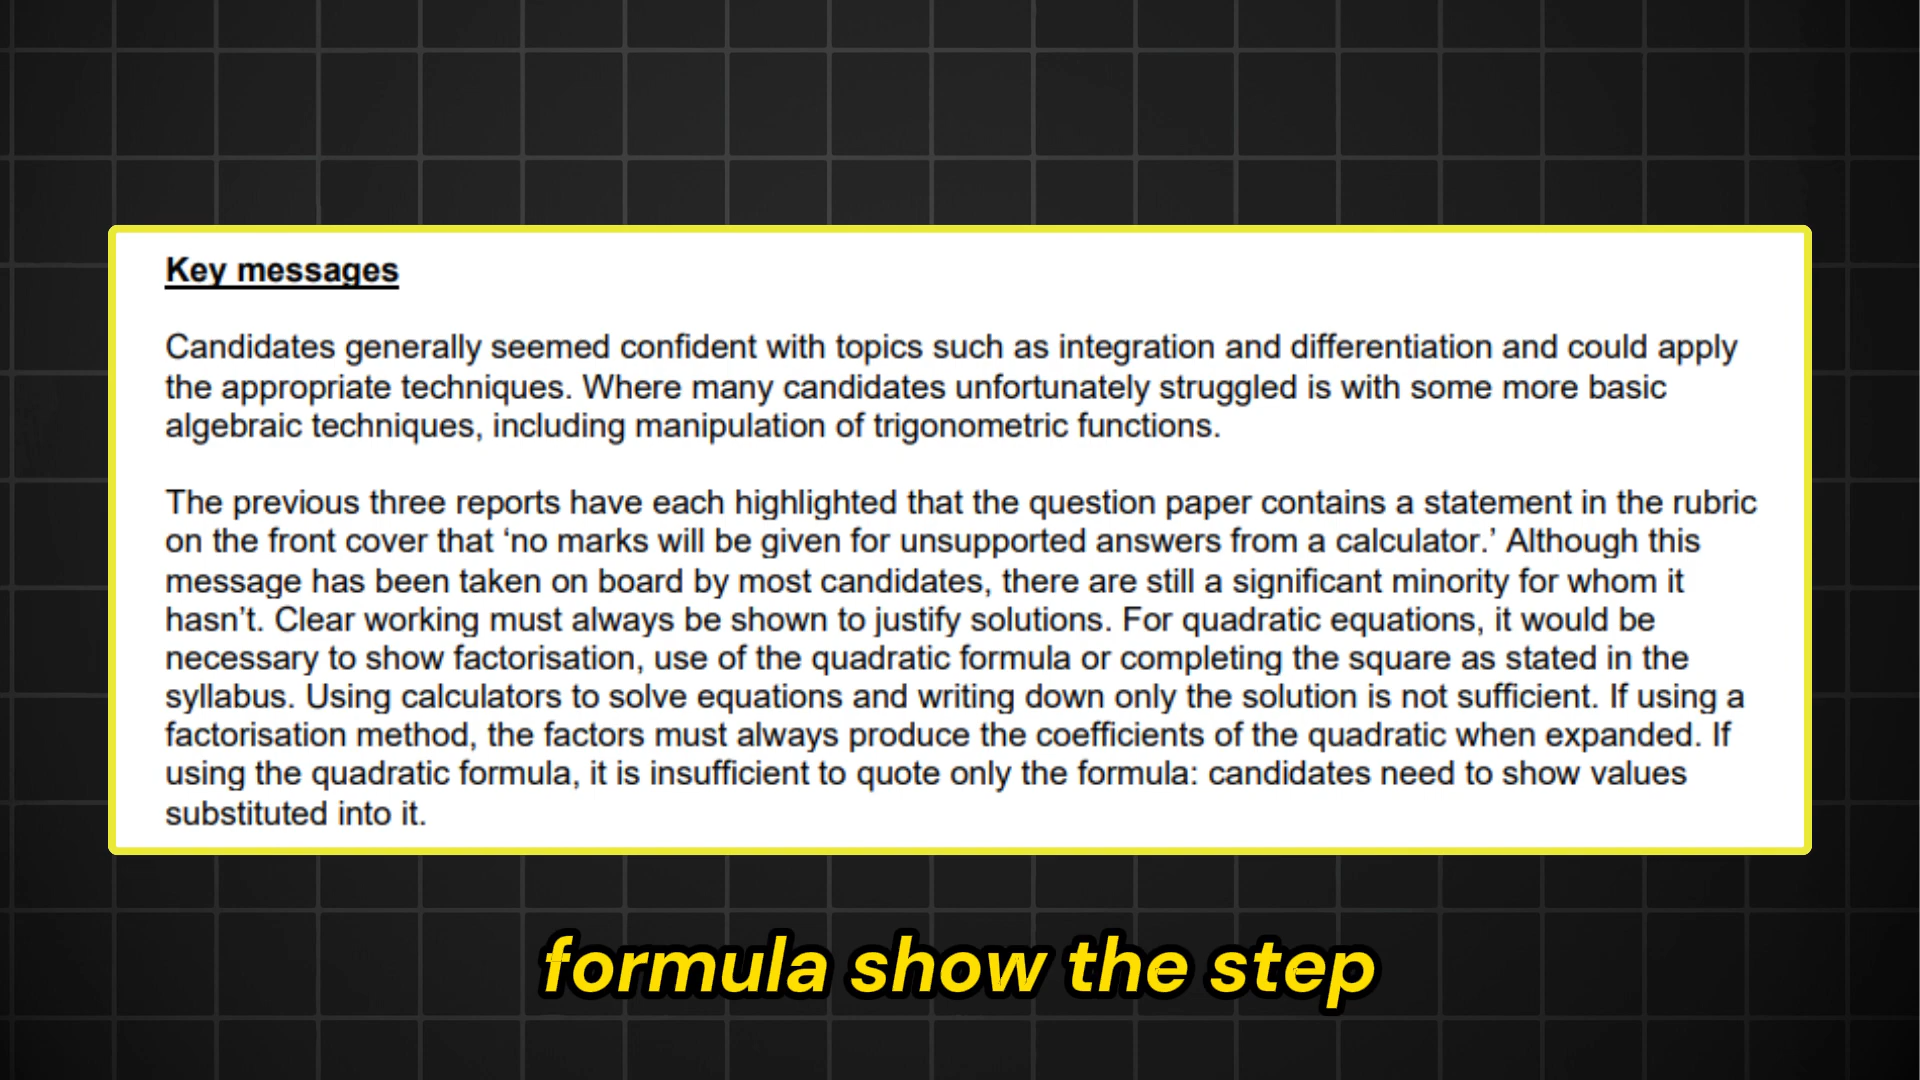 Key messages
Candidates generally seemed confident with topics such as integration and differentiation and could apply
the appropriate techniques. Where many candidates unfortunately struggled is with some more basic
algebraic techniques, including manipulation of trigonometric functions.
The previous three reports have each highlighted that the question paper contains a statement in the rubric
on the front cover that ‘no marks will be given for unsupported answers from a calculator.’ Although this
message has been taken on board by most candidates, there are still a significant minority for whom it
hasn’t. Clear working must always be shown to justify solutions. For quadratic equations, it would be
necessary to show factorisation, use of the quadratic formula or completing the square as stated in the
syllabus. Using calculators to solve equations and writing down only the solution is not sufficient. If using a
factorisation method, the factors must always produce the coefficients of the quadratic when expanded. If
using the quadratic formula, it is insufficient to quote only the formula: candidates need to show values
substituted into it.
formula show the step